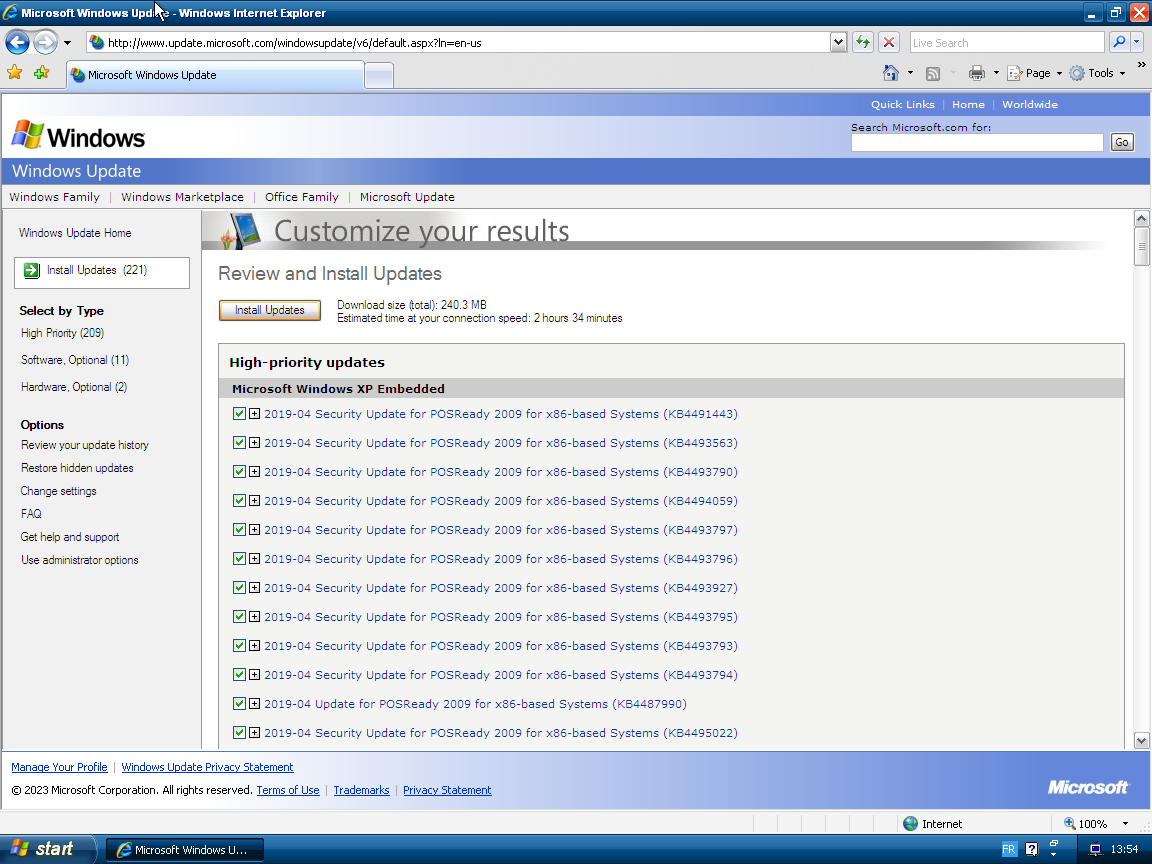 Microsoft Windows Update - Windows Internet Explorer
http://www.update.microsoft.com/windowsupdate/v6/default.aspx?ln=en-us
Live Search
Microsoft Windows Update
Page
Tools
Quick Links | Home | Worldwide
Windows
Search Microsoft.com for:
Go
Windows Update
Windows Family | Windows Marketplace | Office Family | Microsoft Update
Windows Update Home
Install Updates (221)
Select by Type
High Priority (209)
Software, Optional (11)
Hardware, Optional (2)
Options
Review your update history
Restore hidden updates
Change settings
FAQ
Get help and support
Use administrator options
Customize your results
Review and Install Updates
Install Updates
Download size (total): 240.3 MB
Estimated time at your connection speed: 2 hours 34 minutes
High-priority updates
Microsoft Windows XP Embedded
2019-04 Security Update for POSReady 2009 for x86-based Systems (KB4491443)
2019-04 Security Update for POSReady 2009 for x86-based Systems (KB4493563)
2019-04 Security Update for POSReady 2009 for x86-based Systems (KB4493790)
2019-04 Security Update for POSReady 2009 for x86-based Systems (KB4494059)
2019-04 Security Update for POSReady 2009 for x86-based Systems (KB4493797)
2019-04 Security Update for POSReady 2009 for x86-based Systems (KB4493796)
2019-04 Security Update for POSReady 2009 for x86-based Systems (KB4493927)
2019-04 Security Update for POSReady 2009 for x86-based Systems (KB4493795)
2019-04 Security Update for POSReady 2009 for x86-based Systems (KB4493793)
2019-04 Security Update for POSReady 2009 for x86-based Systems (KB4493794)
2019-04 Update for POSReady 2009 for x86-based Systems (KB4487990)
2019-04 Security Update for POSReady 2009 for x86-based Systems (KB4495022)
Manage Your Profile | Windows Update Privacy Statement
© 2023 Microsoft Corporation. All rights reserved. Terms of Use | Trademarks | Privacy Statement
Microsoft
Internet
100%
start
Microsoft Windows U...
FR
13:54